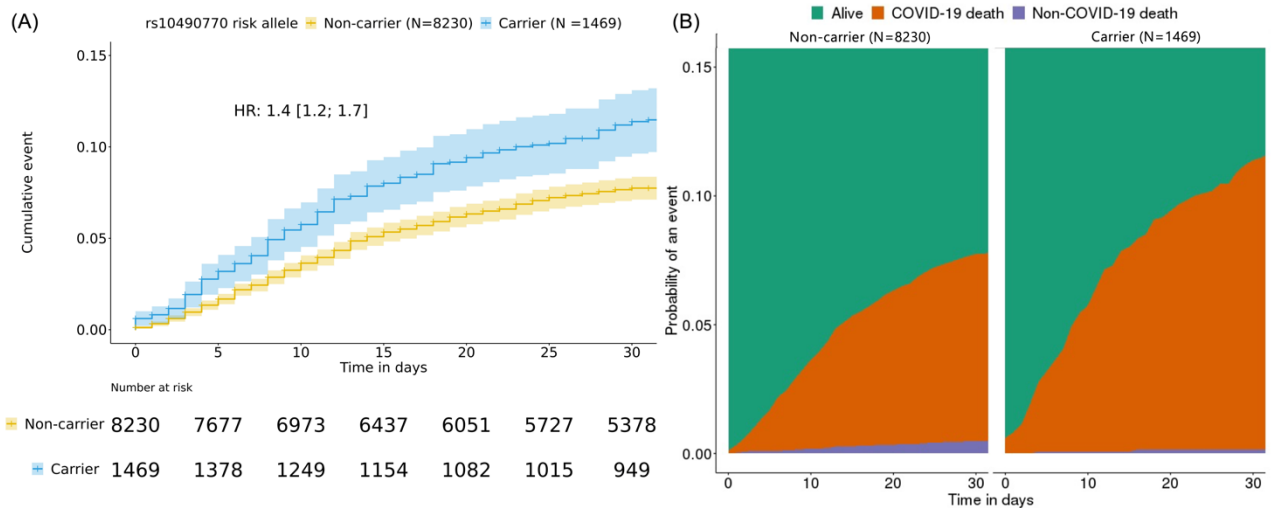 (A)
rs10490770 risk allele Non-carrier (N=8230) Carrier (N =1469)
Cumulative event
0.15
0.10
0.05
0.00
HR: 1.4 [1.2; 1.7]
0 5 10 15 20 25 30
Time in days
Number at risk
Non-carrier 8230 7677 6973 6437 6051 5727 5378
Carrier 1469 1378 1249 1154 1082 1015 949
(B)
Alive COVID-19 death Non-COVID-19 death
Non-carrier (N=8230) Carrier (N=1469)
Probability of an event
0.15
0.10
0.05
0.00
0 10 20 30 0 10 20 30
Time in days